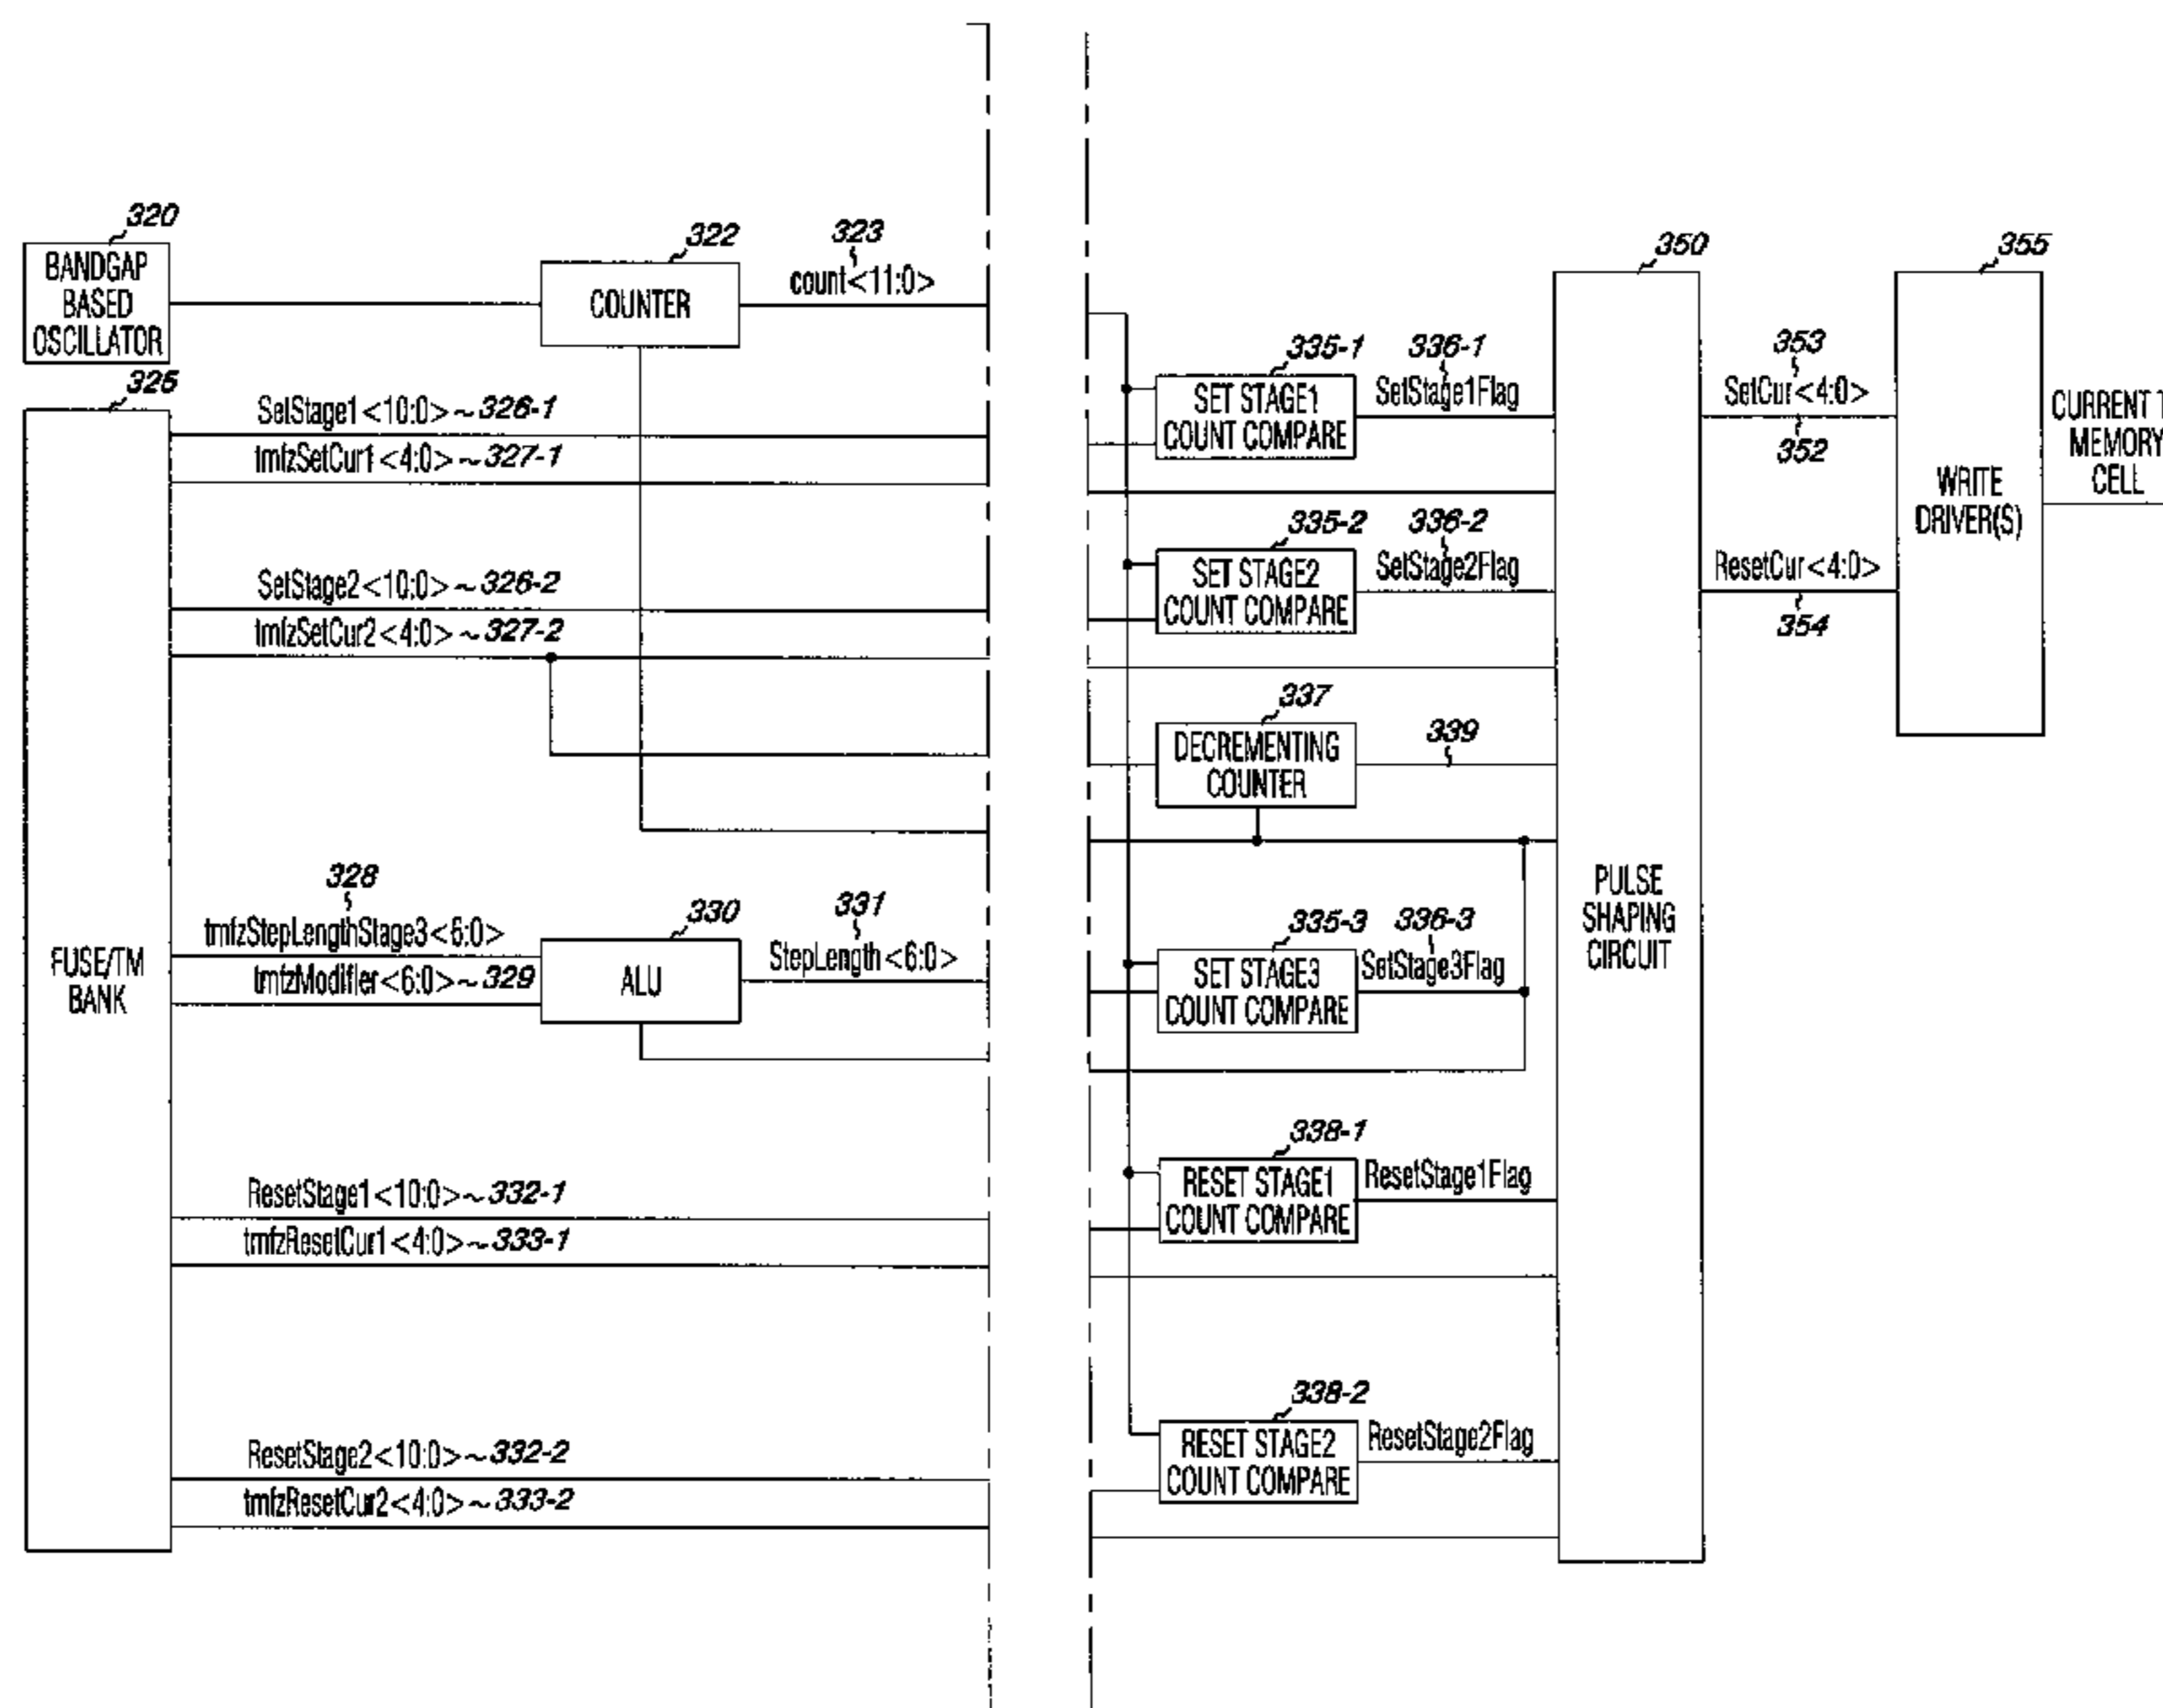 320
BANDGAP
BASED
OSCILLATOR
322
COUNTER
323
count<11:0>
325
FUSE/TM
BANK
SetStage1<10:0>~326-1
tmfzSetCur1<4:0>~327-1
SetStage2<10:0>~326-2
tmfzSetCur2<4:0>~327-2
328
tmfzStepLengthStage3<6:0>
tmfzModifier<6:0>~329
330
ALU
331
StepLength<6:0>
ResetStage1<10:0>~332-1
tmfzResetCur1<4:0>~333-1
ResetStage2<10:0>~332-2
tmfzResetCur2<4:0>~333-2
335-1
SET STAGE1
COUNT COMPARE
336-1
SetStage1Flag
335-2
SET STAGE2
COUNT COMPARE
336-2
SetStage2Flag
337
DECREMENTING
COUNTER
339
335-3
SET STAGE3
COUNT COMPARE
336-3
SetStage3Flag
338-1
RESET STAGE1
COUNT COMPARE
ResetStage1Flag
338-2
RESET STAGE2
COUNT COMPARE
ResetStage2Flag
350
PULSE
SHAPING
CIRCUIT
353
SetCur<4:0>
352
ResetCur<4:0>
354
355
WRITE
DRIVER(S)
CURRENT
MEMORY
CELL